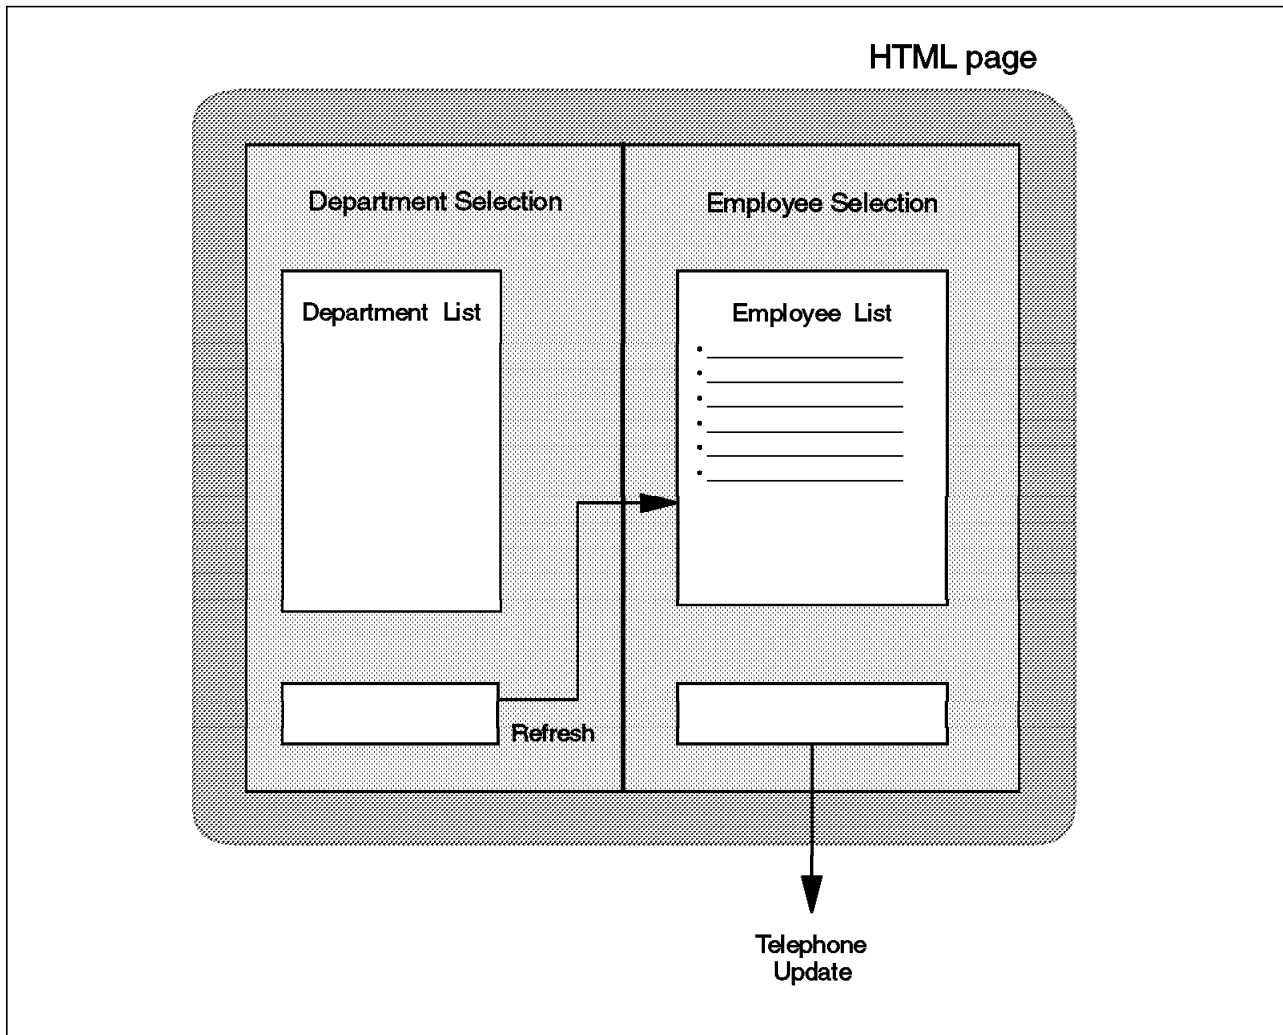 HTML page
Department Selection
Employee Selection
Department List
Employee List
Refresh
Telephone
Update